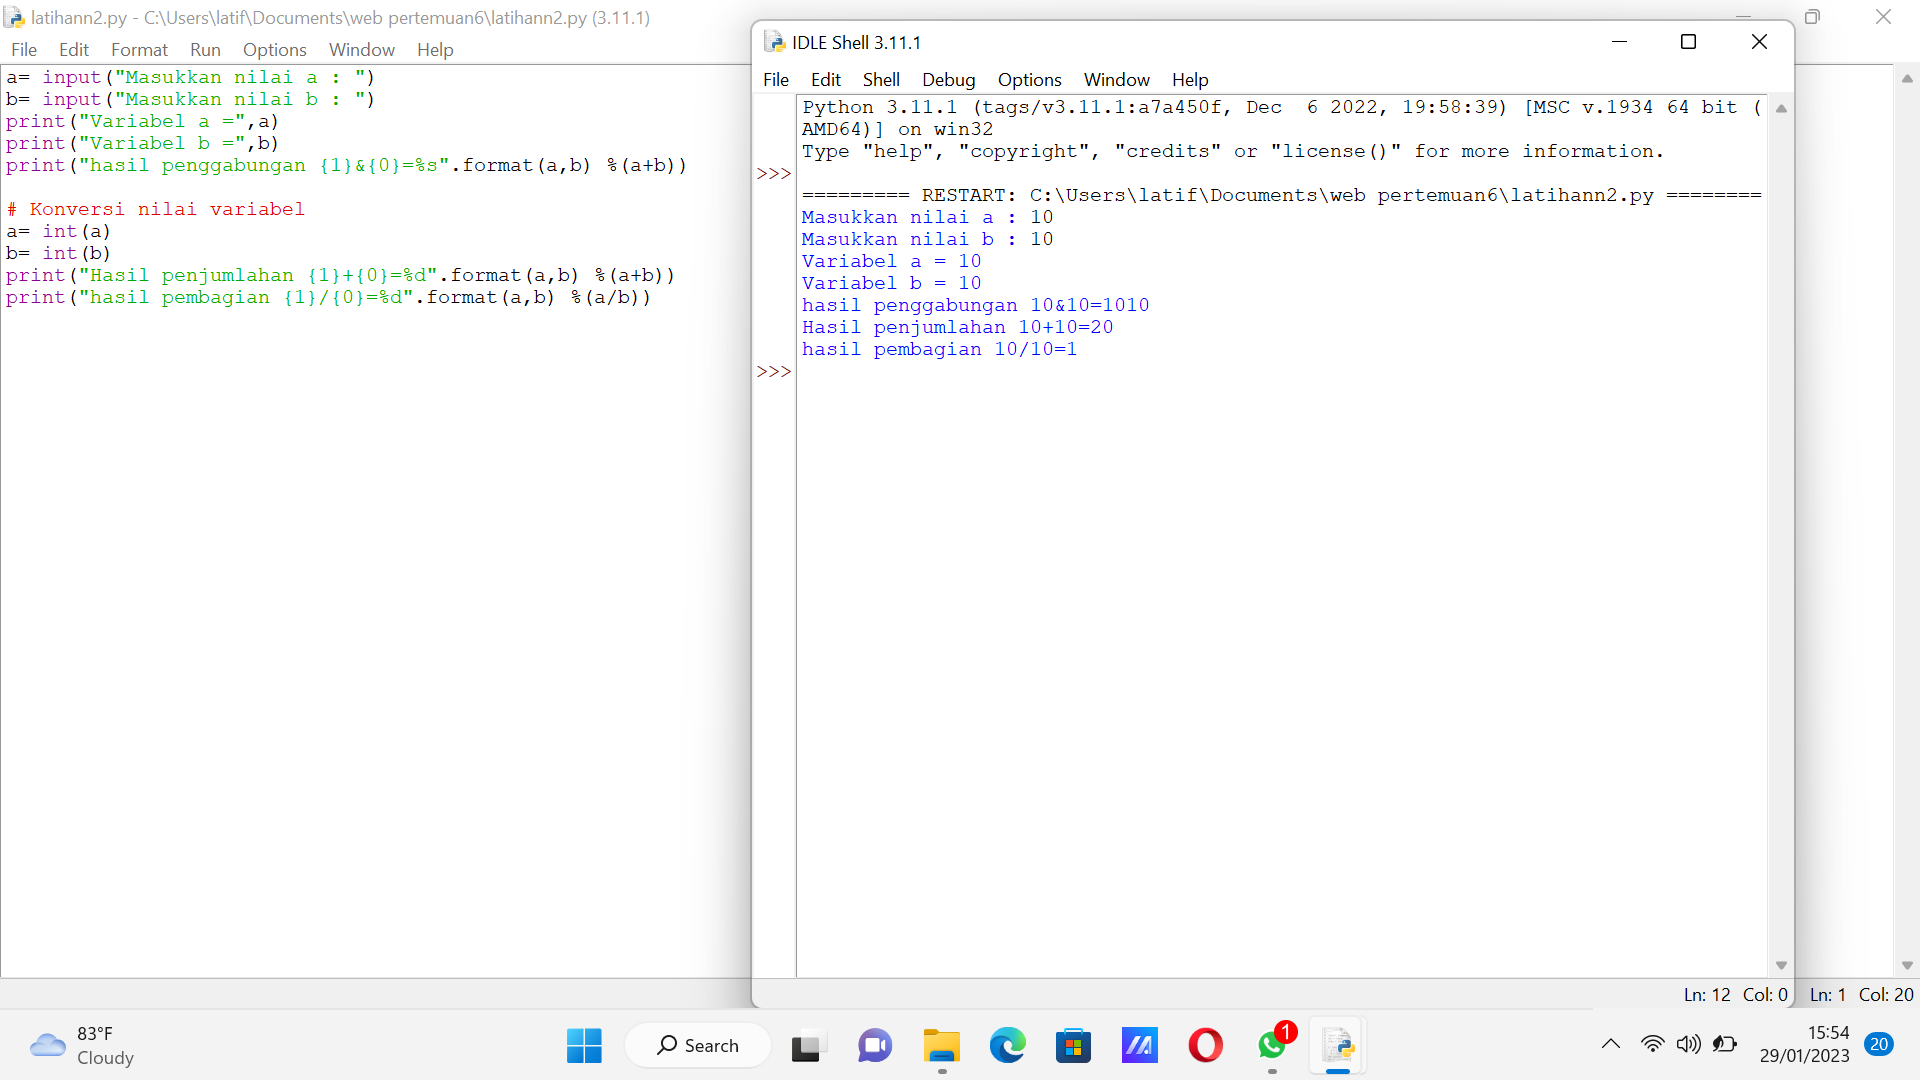 latihann2.py - C:\Users\latif\Documents\web pertemuan6\latihann2.py (3.11.1)
File Edit Format Run Options Window Help
a= input("Masukkan nilai a : ")
b= input("Masukkan nilai b : ")
print("Variabel a =",a)
print("Variabel b =",b)
print("hasil penggabungan {1}&{0}=%s".format(a,b) %(a+b))
# Konversi nilai variabel
a= int(a)
b= int(b)
print("Hasil penjumlahan {1}+{0}=%d".format(a,b) %(a+b))
print("hasil pembagian {1}/{0}=%d".format(a,b) %(a/b))
IDLE Shell 3.11.1
File Edit Shell Debug Options Window Help
Python 3.11.1 (tags/v3.11.1:a7a450f, Dec  6 2022, 19:58:39) [MSC v.1934 64 bit (
AMD64)] on win32
Type "help", "copyright", "credits" or "license()" for more information.
>>>
========= RESTART: C:\Users\latif\Documents\web pertemuan6\latihann2.py ========
Masukkan nilai a : 10
Masukkan nilai b : 10
Variabel a = 10
Variabel b = 10
hasil penggabungan 10&10=1010
Hasil penjumlahan 10+10=20
hasil pembagian 10/10=1
>>>
Ln: 12 Col: 0
Ln: 1 Col: 20
83°F
Cloudy
Search
1
15:54
29/01/2023
20